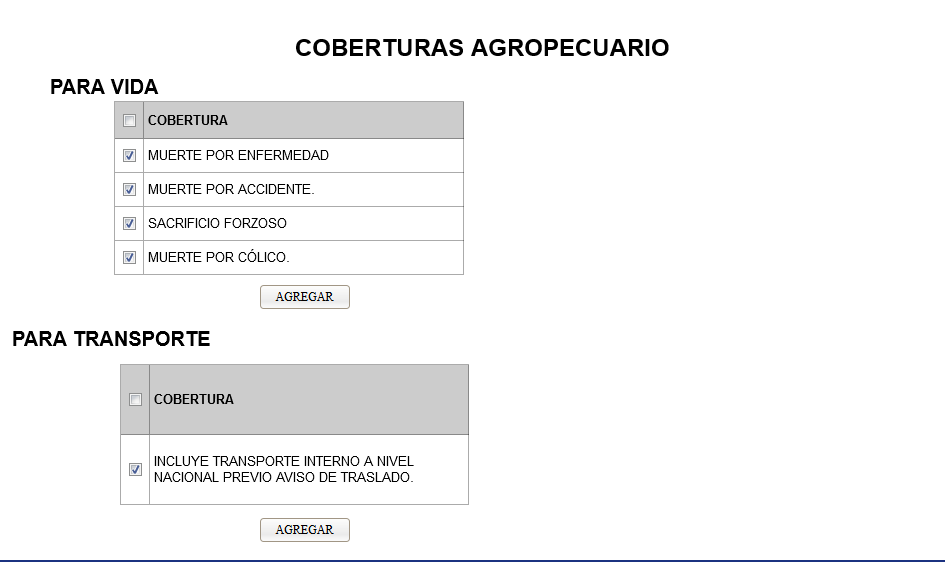 COBERTURAS AGROPECUARIO
PARA VIDA
COBERTURA
MUERTE POR ENFERMEDAD
MUERTE POR ACCIDENTE.
SACRIFICIO FORZOSO
MUERTE POR CÓLICO.
AGREGAR
PARA TRANSPORTE
COBERTURA
INCLUYE TRANSPORTE INTERNO A NIVEL
NACIONAL PREVIO AVISO DE TRASLADO.
AGREGAR